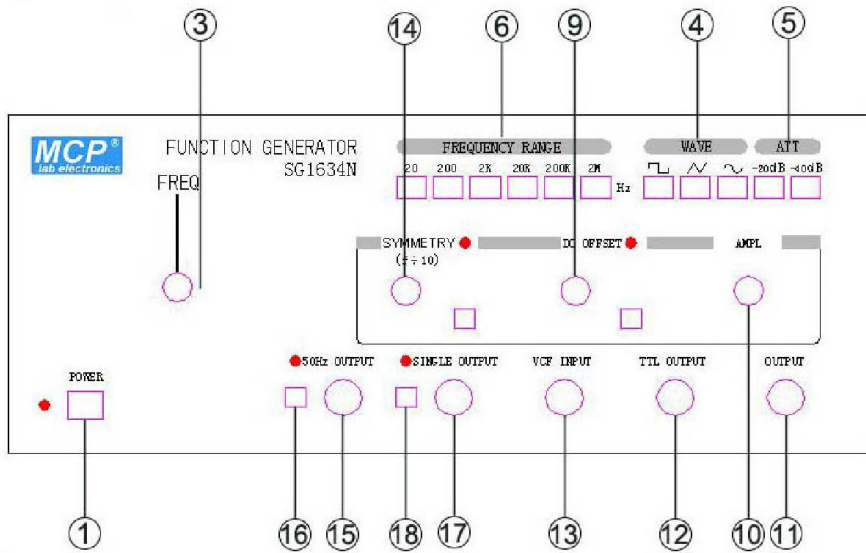 3 14 6 9 4 5
MCP®
lab electronics
FUNCTION GENERATOR
SG1634N
FREQUENCY RANGE
20 200 2K 20K 200K 2M Hz
WAVE
ATT
-20dB -40dB
FREQ
SYMMETRY
(f÷10)
DC OFFSET
AMPL
POWER
50Hz OUTPUT
SINGLE OUTPUT
VCF INPUT
TTL OUTPUT
OUTPUT
1 16 15 18 17 13 12 10 11